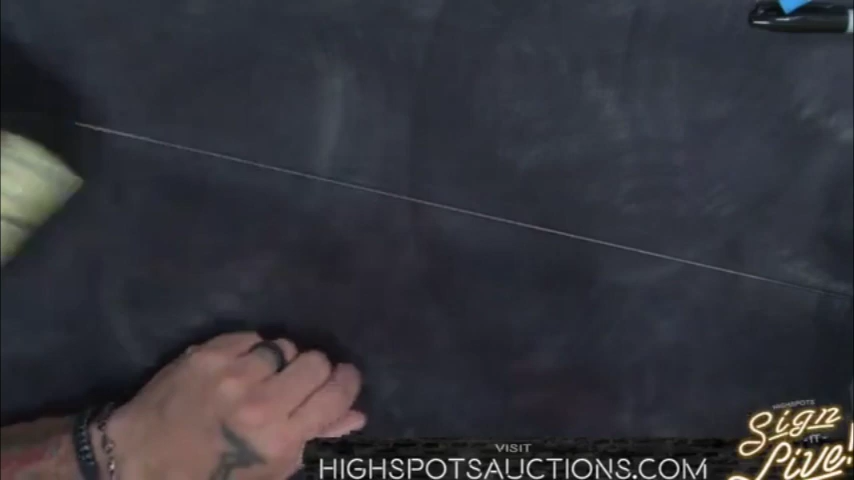 VISIT
HIGHSPOTSAUCTIONS.COM
HIGHSPOTS
Sign
-IT-
Live!